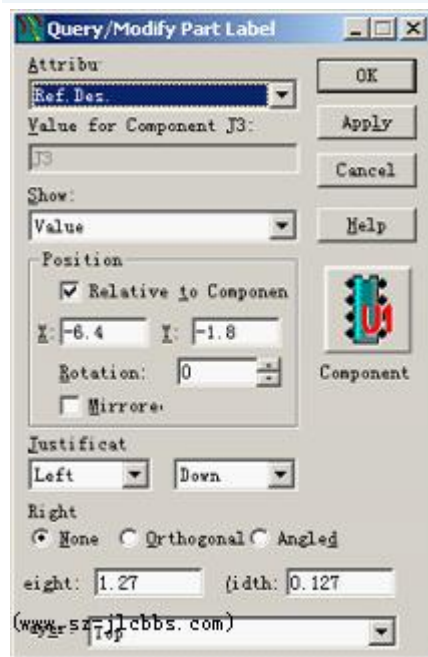 Query/Modify Part Label
Attribu
OK
Ref.Des.
Value for Component J3:
Apply
J3
Cancel
Show:
Value
Help
Position
Relative to Componen
X: -6.4 Y: -1.8
U1
Rotation: 0
Component
Mirrore
Justificat
Left Down
Right
None Orthogonal Angled
eight: 1.27 idth: 0.127
(www.sz-jlcbbs.com)
Top